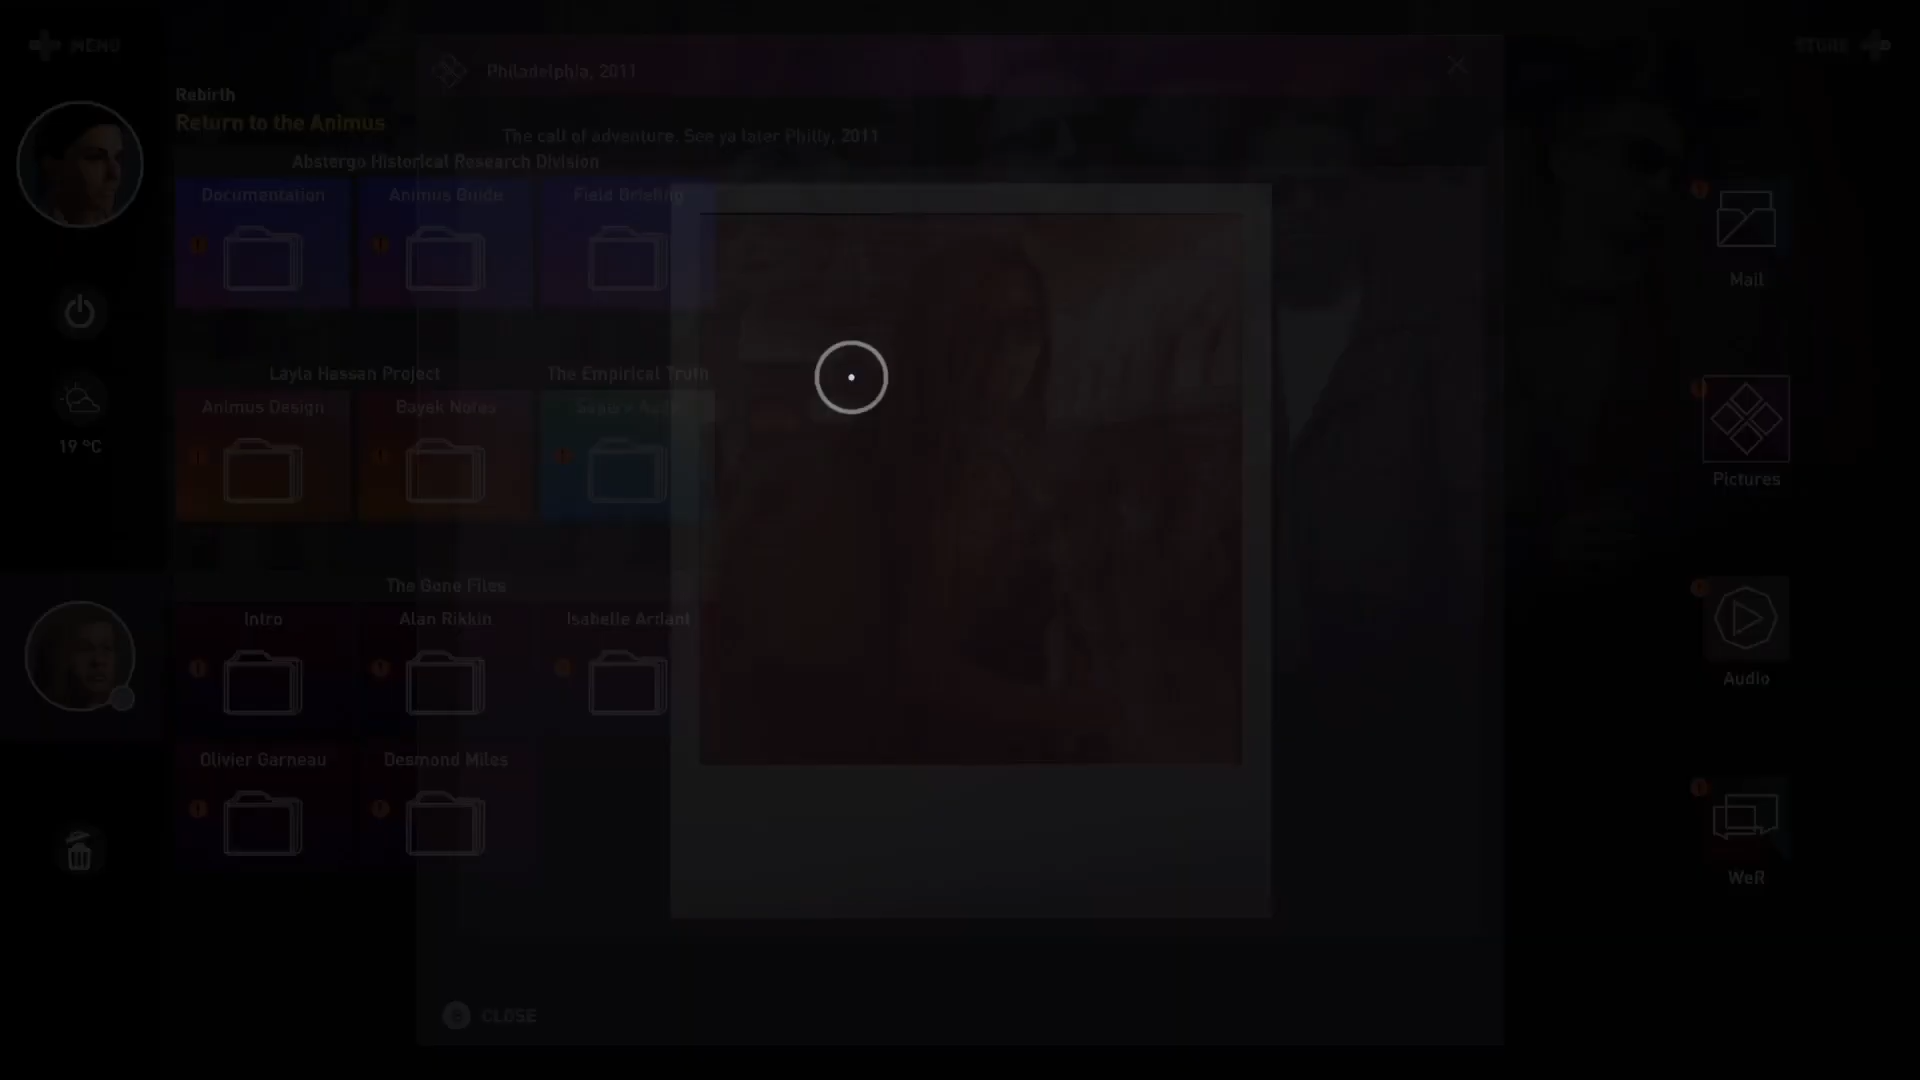 MENU
STORE
Philadelphia, 2011
Rebirth
Return to the Animus
The call of adventure. See ya later Philly, 2011
Abstergo Historical Research Division
Documentation
Animus Guide
Field Briefing
Mail
Layla Hassan Project
The Empirical Truth
Animus Design
Bayek Notes
19 °C
Pictures
The Gone Files
Intro
Alan Rikkin
Isabelle Ardant
Audio
Olivier Garneau
Desmond Miles
WeR
CLOSE